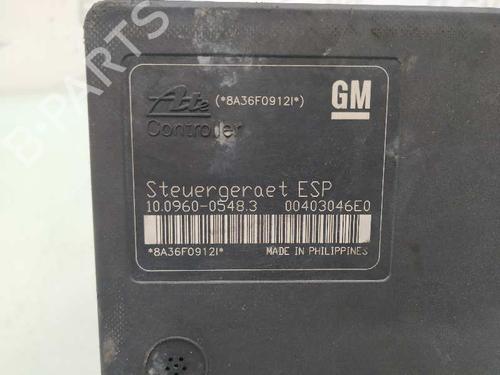 B-Parts
Ate (*8A36F0912I*) GM
Controller
Steuergeraet ESP
10.0960-0548.3 00403046E0
*8A36F0912I* MADE IN PHILIPPINES